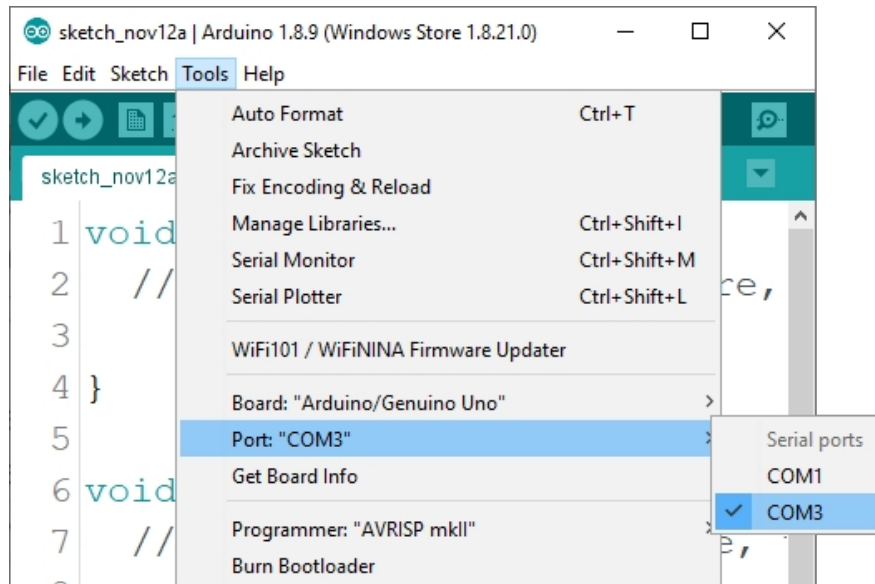 sketch_nov12a | Arduino 1.8.9 (Windows Store 1.8.21.0)
File Edit Sketch Tools Help
Auto Format Ctrl+T
sketch_nov12a
Archive Sketch
Fix Encoding & Reload
Manage Libraries... Ctrl+Shift+I
Serial Monitor Ctrl+Shift+M
Serial Plotter Ctrl+Shift+L
WiFi101 / WiFiNINA Firmware Updater
Board: "Arduino/Genuino Uno"
Port: "COM3"
Get Board Info
Programmer: "AVRISP mkII"
Burn Bootloader
Serial ports
COM1
COM3
1 void
2 // re,
3
4 }
5
6 void
7 // e,